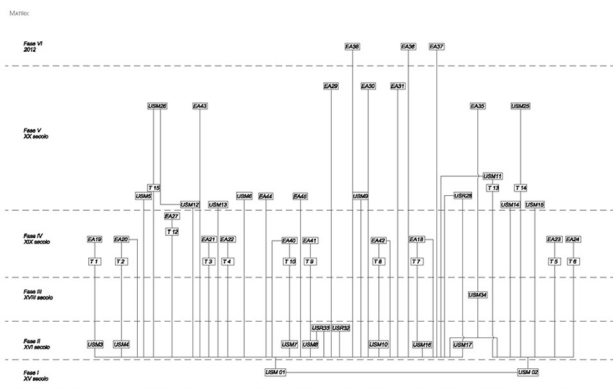 MATRIX
Fase VI
2012
EA36 EA38 EA37
EA29 EA30 EA31
USM26 EA43 EA35 USM25
Fase V
XX secolo
USM11
T 15 T 13 T 14
USM5 USM6 EA44 EA45 USM9 USR28
USM12 USM13 USM14 USM19
EA27
T 12
Fase IV
XIX secolo
EA19 EA20 EA21 EA22 EA40 EA41 EA42 EA18 EA23 EA24
T 1 T 2 T 3 T 4 T 10 T 9 T 8 T 7 T 5 T 6
Fase III
XVIII secolo
USM34
USR33 USR32
Fase II
XVI secolo
USM3 USM4 USM7 USM8 USM10 USM16 USM17
Fase I
XV secolo
USM 01 USM 02